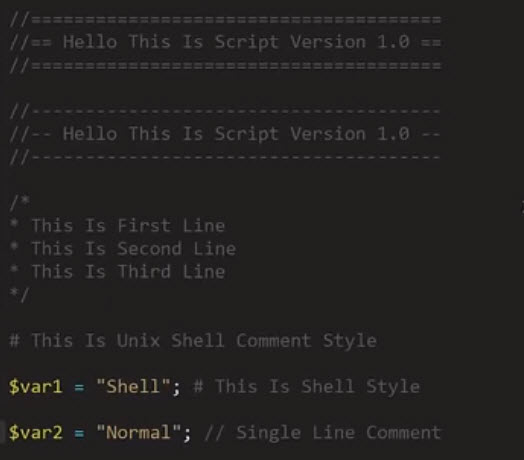 //======================================
//== Hello This Is Script Version 1.0 ==
//======================================
//--------------------------------------
//-- Hello This Is Script Version 1.0 --
//--------------------------------------
/*
* This Is First Line
* This Is Second Line
* This Is Third Line
*/
# This Is Unix Shell Comment Style
$var1 = "Shell"; # This Is Shell Style
$var2 = "Normal"; // Single Line Comment